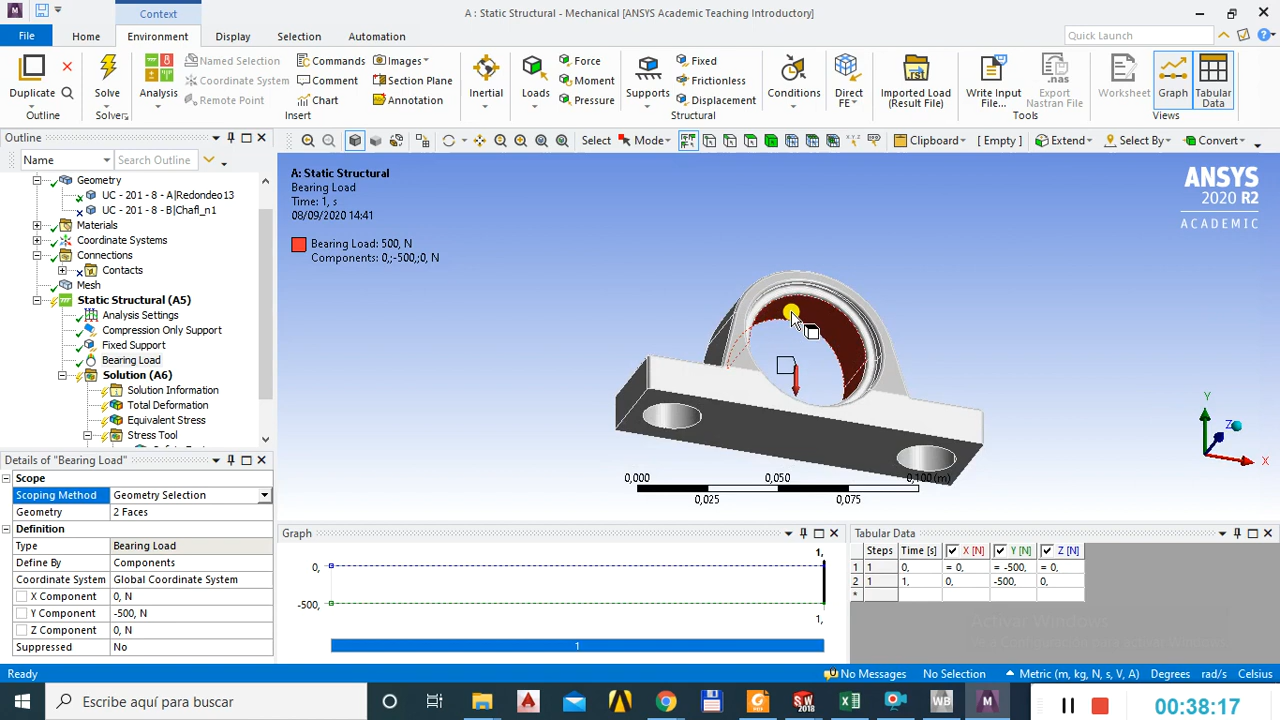 A : Static Structural - Mechanical [ANSYS Academic Teaching Introductory]
Context
File
Home
Environment
Display
Selection
Automation
Quick Launch
Duplicate
Outline
Solve
Solver
Analysis
Named Selection
Coordinate System
Remote Point
Commands
Comment
Chart
Images
Section Plane
Annotation
Insert
Inertial
Loads
Force
Moment
Pressure
Supports
Fixed
Frictionless
Displacement
Structural
Conditions
Direct
FE
Imported Load
(Result File)
Write Input
File...
Export
Nastran File
Tools
Worksheet
Graph
Tabular
Data
Views
Outline
Name
Search Outline
Select
Mode
Clipboard
[ Empty ]
Extend
Select By
Convert
Geometry
UC - 201 - 8 - A|Redondeo13
UC - 201 - 8 - B|Chafl_n1
Materials
Coordinate Systems
Connections
Contacts
Mesh
Static Structural (A5)
Analysis Settings
Compression Only Support
Fixed Support
Bearing Load
Solution (A6)
Solution Information
Total Deformation
Equivalent Stress
Stress Tool
A: Static Structural
Bearing Load
Time: 1, s
08/09/2020 14:41
Bearing Load: 500, N
Components: 0,;-500,;0, N
ANSYS
2020 R2
ACADEMIC
0,000
0,050
0,100 (m)
0,025
0,075
Y
Z
X
Details of "Bearing Load"
Scope
Scoping Method Geometry Selection
Geometry 2 Faces
Definition
Type Bearing Load
Define By Components
Coordinate System Global Coordinate System
X Component 0, N
Y Component -500, N
Z Component 0, N
Suppressed No
Graph
1,
0,
-500,
1,
1
Tabular Data
Steps Time [s] X [N] Y [N] Z [N]
1 1 0, = 0, = -500, = 0,
2 1 1, 0, -500, 0,
*
Activar Windows
Ready
No Messages
No Selection
Metric (m, kg, N, s, V, A)
Degrees
rad/s
Celsius
Escribe aquí para buscar
00:38:17